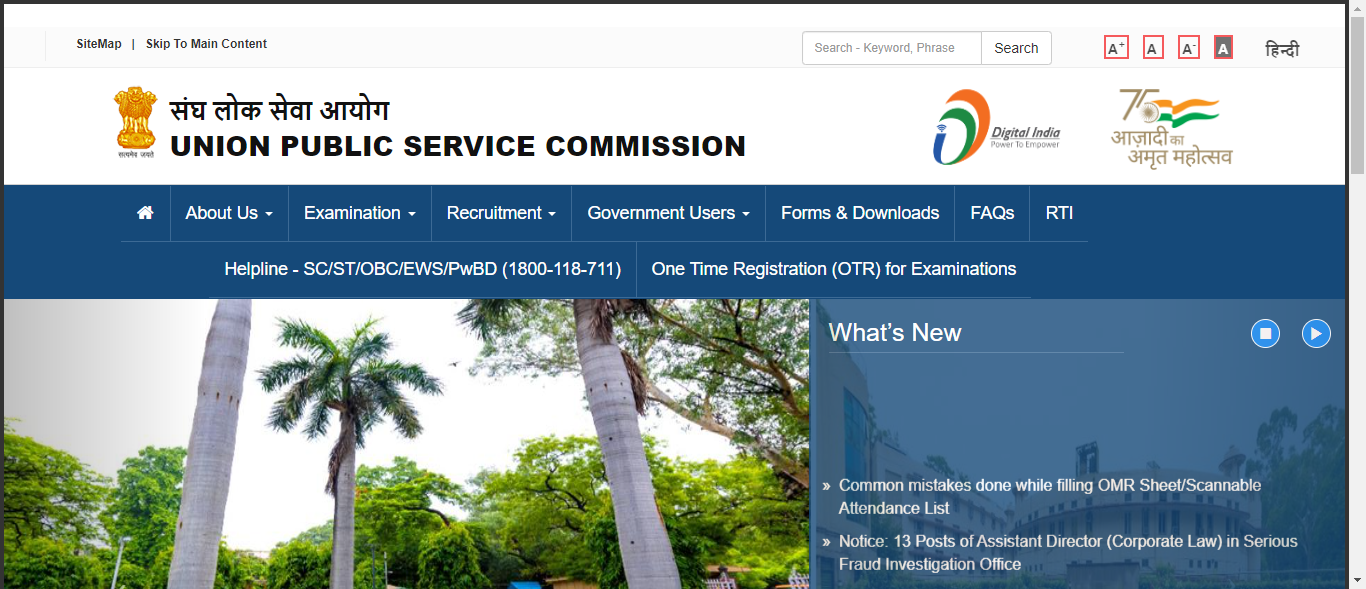 SiteMap | Skip To Main Content
Search - Keyword, Phrase
Search
A+ A A- A
हिन्दी
संघ लोक सेवा आयोग
UNION PUBLIC SERVICE COMMISSION
सत्यमेव जयते
Digital India
Power To Empower
75
आज़ादी का
अमृत महोत्सव
About Us
Examination
Recruitment
Government Users
Forms & Downloads
FAQs
RTI
Helpline - SC/ST/OBC/EWS/PwBD (1800-118-711)
One Time Registration (OTR) for Examinations
What’s New
» Common mistakes done while filling OMR Sheet/Scannable
Attendance List
» Notice: 13 Posts of Assistant Director (Corporate Law) in Serious
Fraud Investigation Office